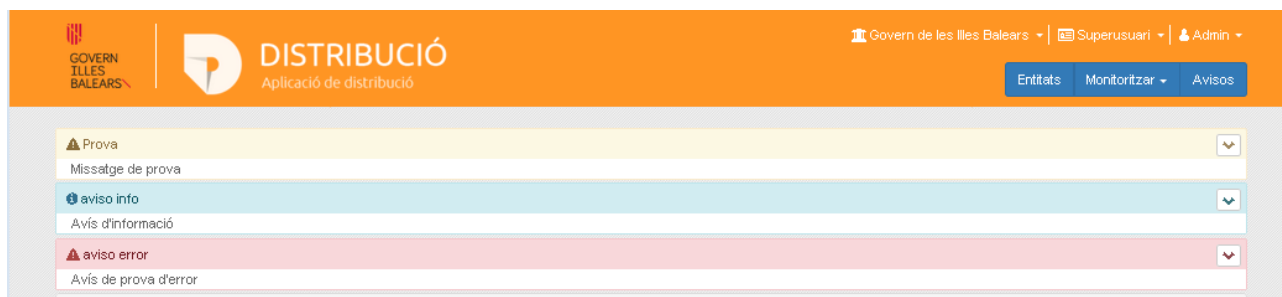 GOVERN
ILLES
BALEARS
DISTRIBUCIÓ
Aplicació de distribució
Govern de les Illes Balears
Superusuari
Admin
Entitats
Monitoritzar
Avisos
Prova
Missatge de prova
aviso info
Avís d'informació
aviso error
Avís de prova d'error